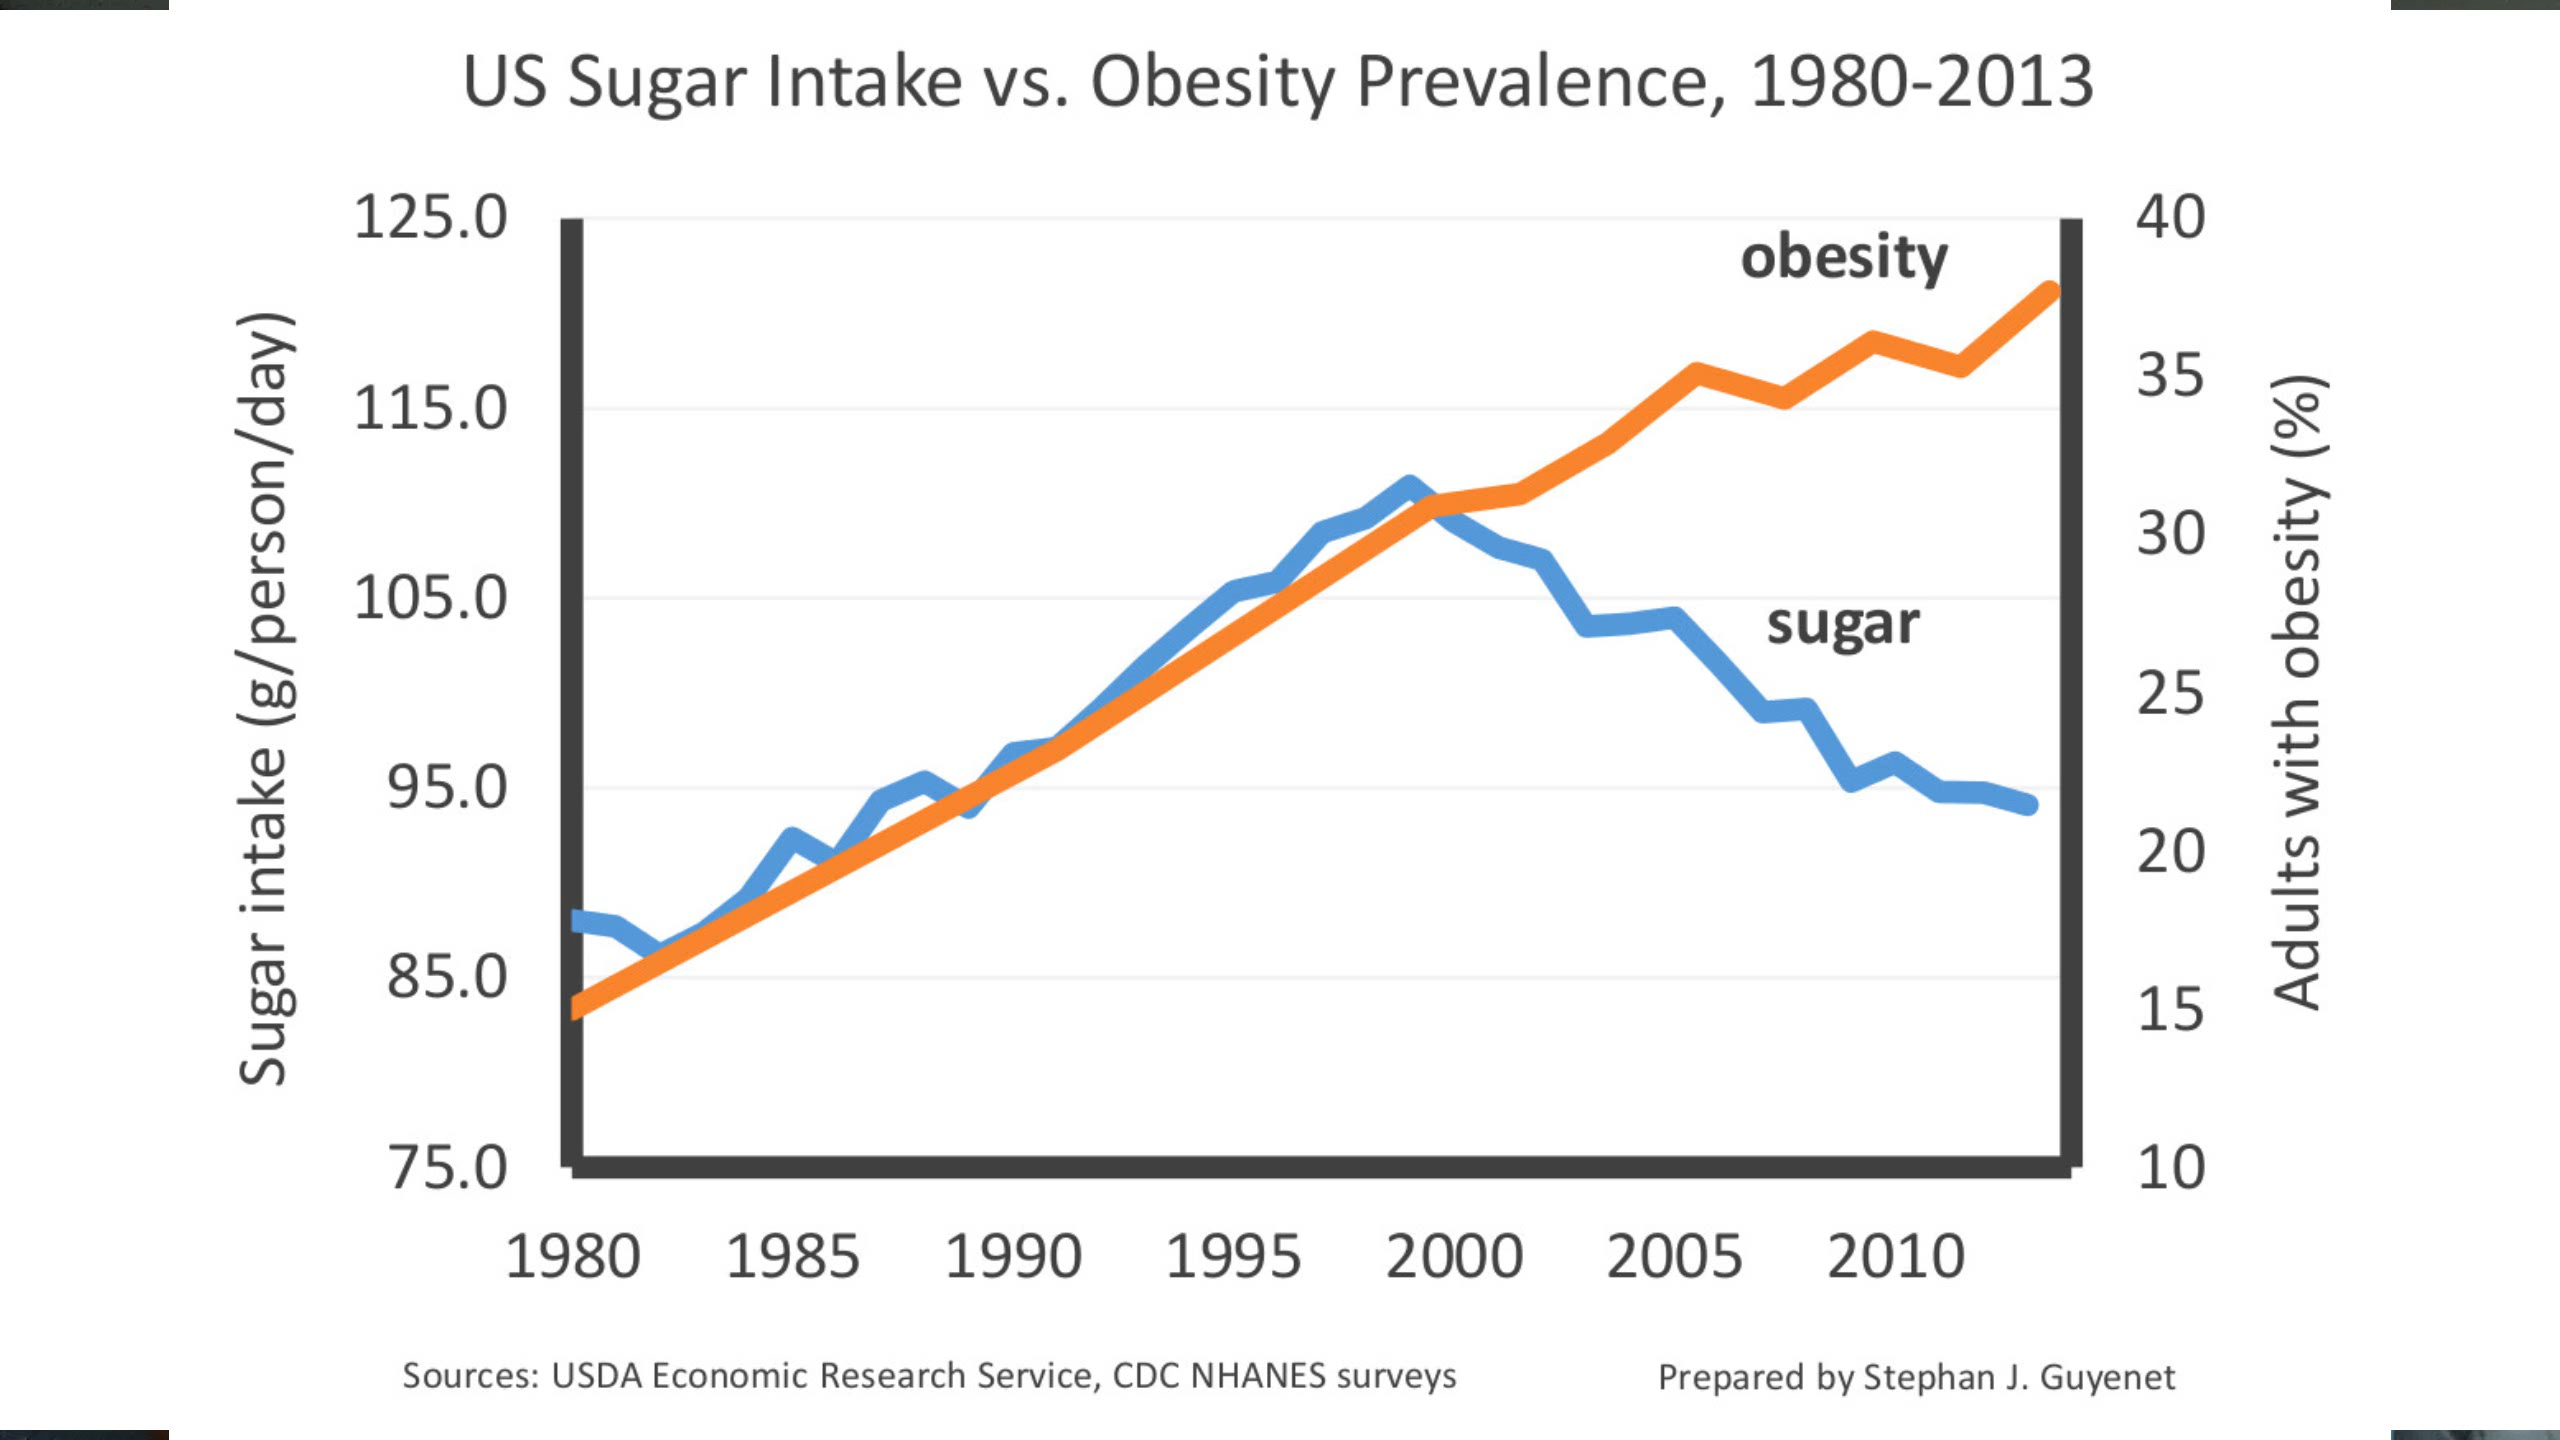 US Sugar Intake vs. Obesity Prevalence, 1980-2013
Sugar intake (g/person/day)
125.0
115.0
105.0
95.0
85.0
75.0
obesity
sugar
40
35
30
25
20
15
10
Adults with obesity (%)
1980 1985 1990 1995 2000 2005 2010
Sources: USDA Economic Research Service, CDC NHANES surveys
Prepared by Stephan J. Guyenet